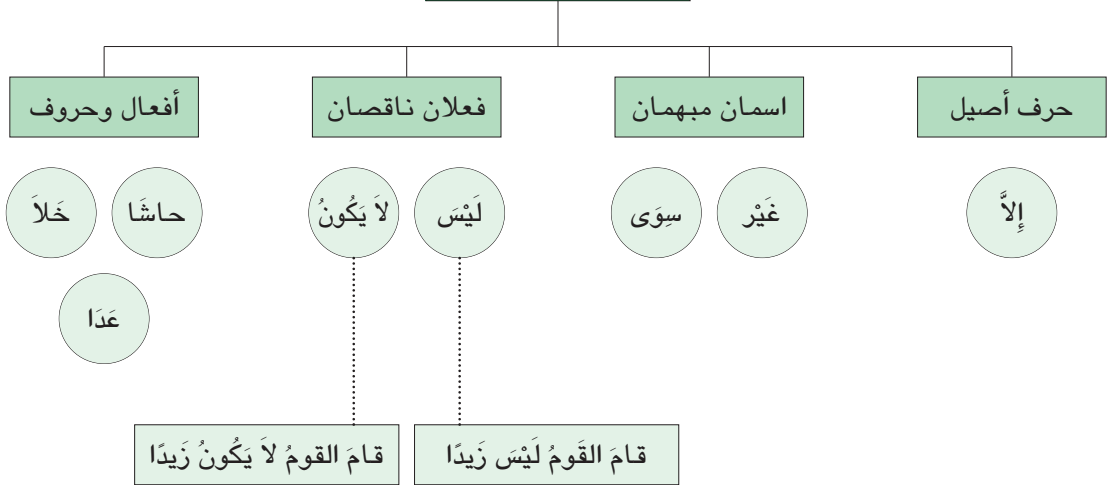 حرف أصيل
اسمان مبهمان
فعلان ناقصان
أفعال وحروف
إِلاَّ
غَيْر
سِوَى
لَيْسَ
لاَ يَكُونُ
حاشَا
خَلاَ
عَدَا
قامَ القَومُ لَيْسَ زَيدًا
قامَ القومُ لاَ يَكُونُ زَيدًا